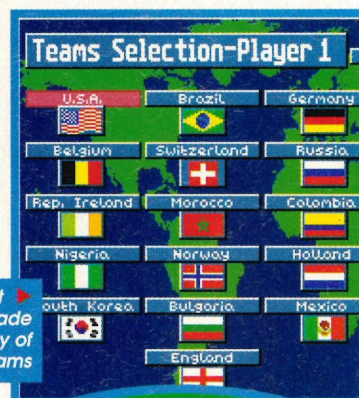 Teams Selection-Player 1
U.S.A. Brazil Germany
Belgium Switzerland Russia
Rep. Ireland Morocco Colombia
Nigeria Norway Holland
South Korea Bulgaria Mexico
England
ade
y of
ams